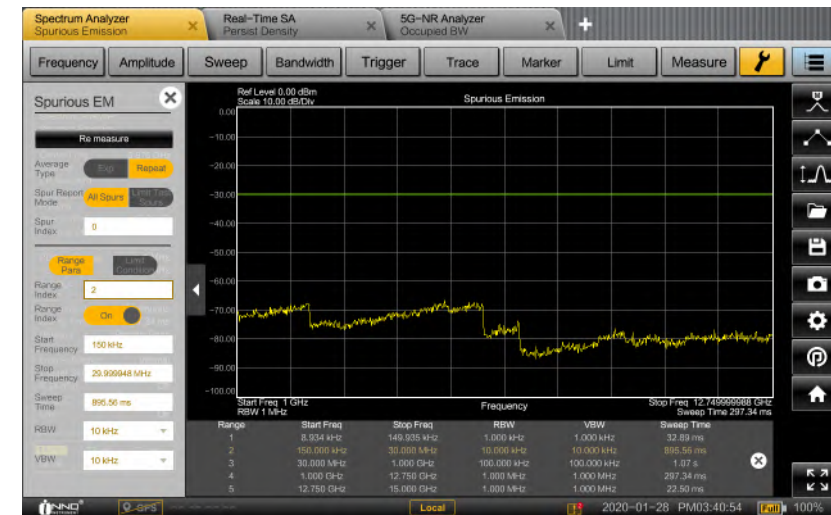 Spectrum Analyzer
Spurious Emission
Real-Time SA
Persist Density
5G-NR Analyzer
Occupied BW
Frequency Amplitude Sweep Bandwidth Trigger Trace Marker Limit Measure
Spurious EM
Re measure
Average Type Exp Repeat
Spur Report Mode All Spurs
Spur Index 0
Range Para Limit
Range Index 2
Range Index On
Start Frequency 150 kHz
Stop Frequency 29.999948 MHz
Sweep Time 895.56 ms
RBW 10 kHz
VBW 10 kHz
Ref Level 0.00 dBm
Scale 10.00 dB/Div
Spurious Emission
0.00
-10.00
-20.00
-30.00
-40.00
-50.00
-60.00
-70.00
-80.00
-90.00
-100.00
Start Freq 1 GHz
RBW 1 MHz
Frequency
Stop Freq 12.749999988 GHz
Sweep Time 297.34 ms
Range Start Freq Stop Freq RBW VBW Sweep Time
1 8.934 kHz 149.935 kHz 1.000 kHz 1.000 kHz 32.89 ms
2 150.000 kHz 30.000 MHz 10.000 kHz 10.000 kHz 895.56 ms
3 30.000 MHz 1.000 GHz 100.000 kHz 100.000 kHz 1.07 s
4 1.000 GHz 12.750 GHz 1.000 MHz 1.000 MHz 297.34 ms
5 12.750 GHz 15.000 GHz 1.000 MHz 1.000 MHz 22.50 ms
INNO
INSTRUMENT
GPS
Local
2020-01-28 PM03:40:54
Full
100%